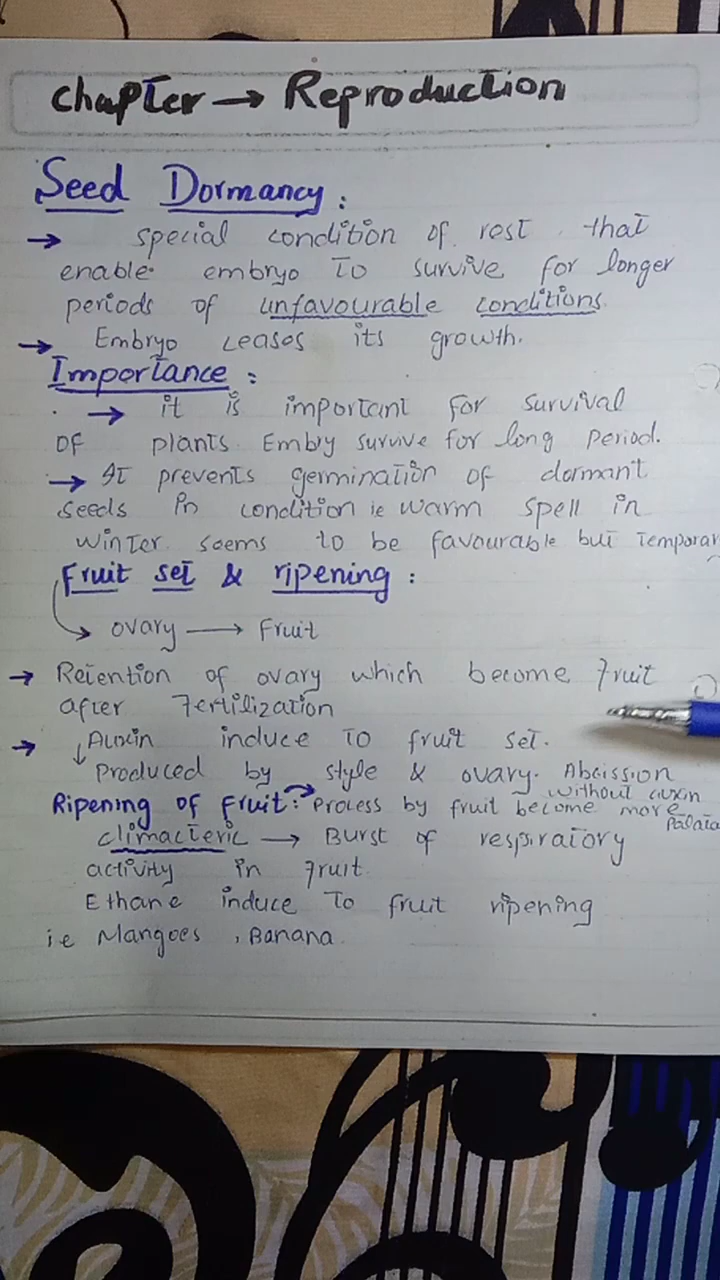 Chapter → Reproduction
Seed Dormancy :
→ special condition of rest that
enable embryo to survive for longer
periods of unfavourable conditions
→ Embryo ceases its growth.
Importance :
→ it is important for survival
of plants. Embly survive for long period.
→ It prevents germination of dormant
seeds in condition ie warm spell in
winter seems to be favourable but temporar
Fruit set & ripening :
→ ovary → Fruit
→ Retention of ovary which become fruit
after fertilization
→ Auxin induce to fruit set.
↓ Produced by style & ovary. Abcission
without auxin
Ripening of fruit: → Process by fruit become more
Palata
climacteric → Burst of respiratory
activity in fruit.
Ethane induce to fruit ripening
i.e Mangoes , Banana